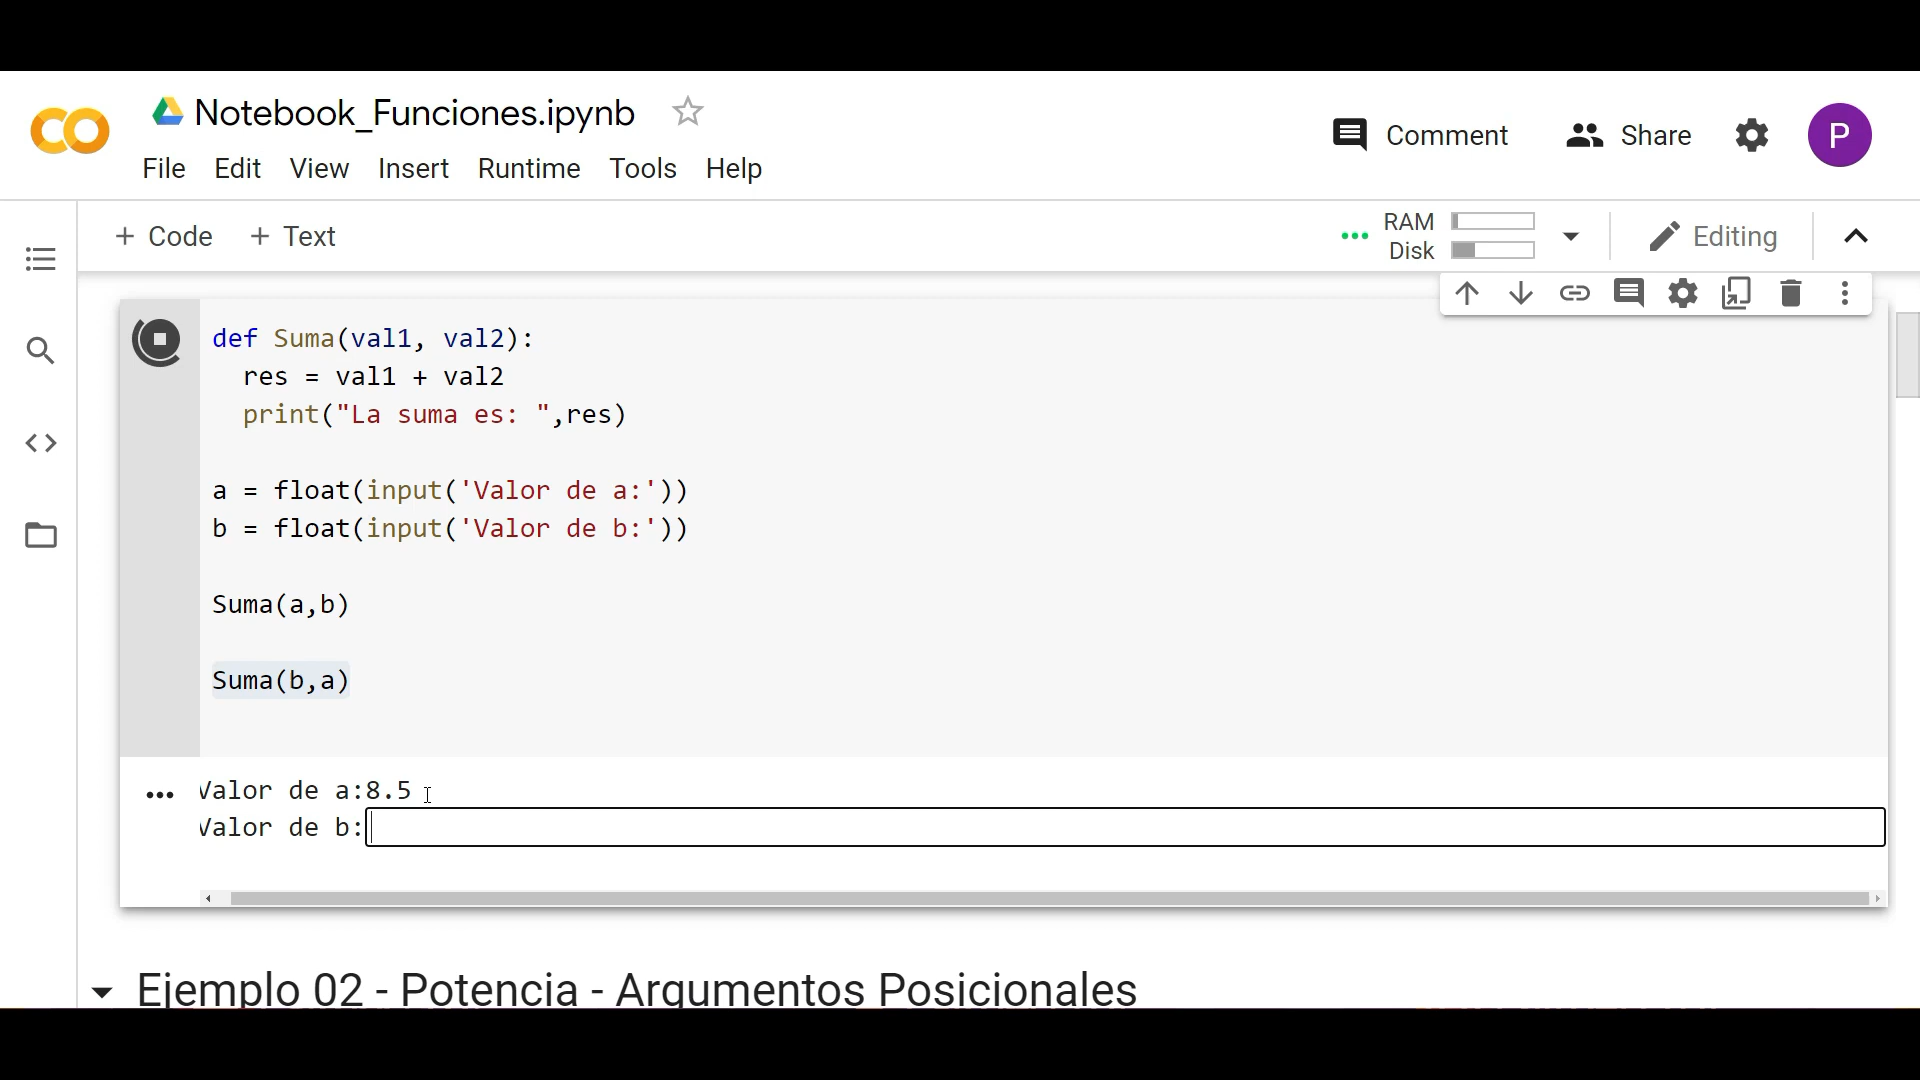 Notebook_Funciones.ipynb
Comment
Share
P
File Edit View Insert Runtime Tools Help
+ Code + Text
RAM
Disk
Editing
def Suma(val1, val2):
  res = val1 + val2
  print("La suma es: ",res)
a = float(input('Valor de a:'))
b = float(input('Valor de b:'))
Suma(a,b)
Suma(b,a)
Valor de a:8.5
Valor de b:
Ejemplo 02 - Potencia - Argumentos Posicionales